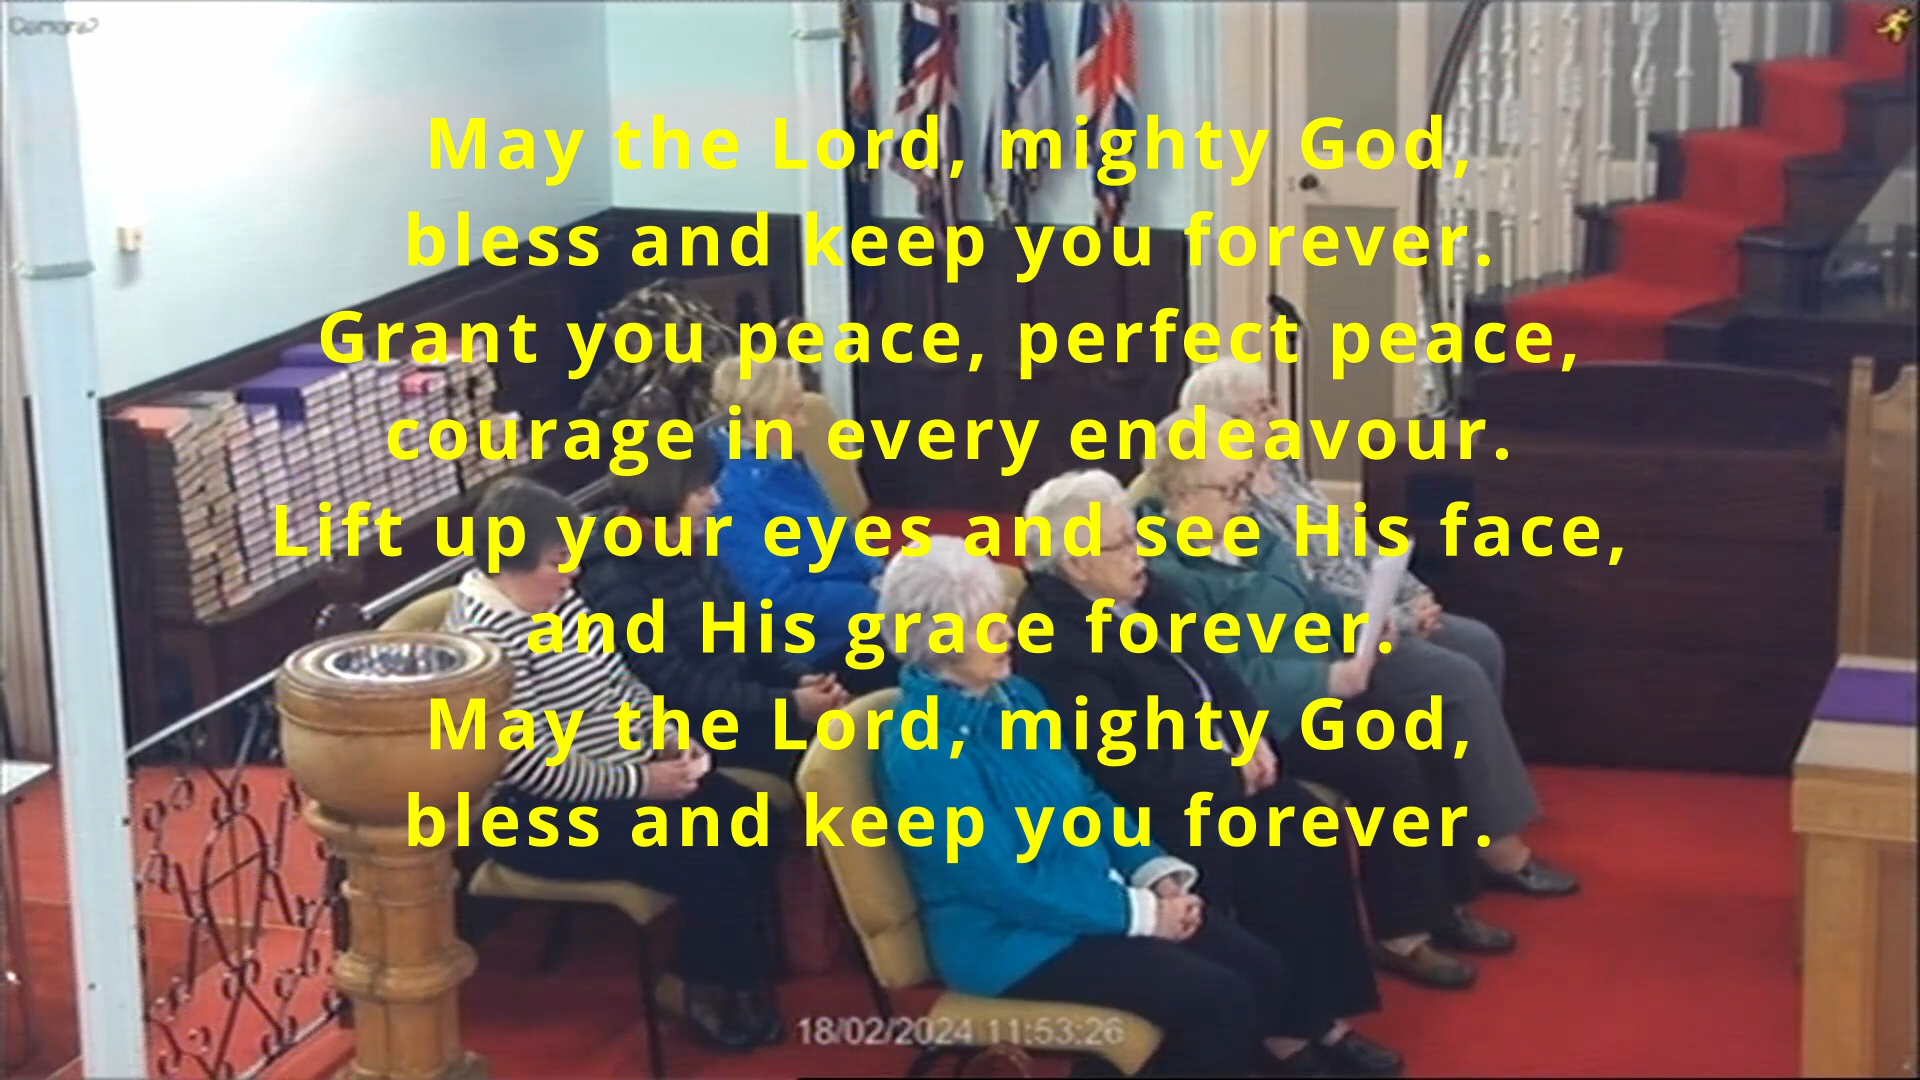 Camera2
May the Lord, mighty God,
bless and keep you forever.
Grant you peace, perfect peace,
courage in every endeavour.
Lift up your eyes and see His face,
and His grace forever.
May the Lord, mighty God,
bless and keep you forever.
18/02/2024 11:53:26